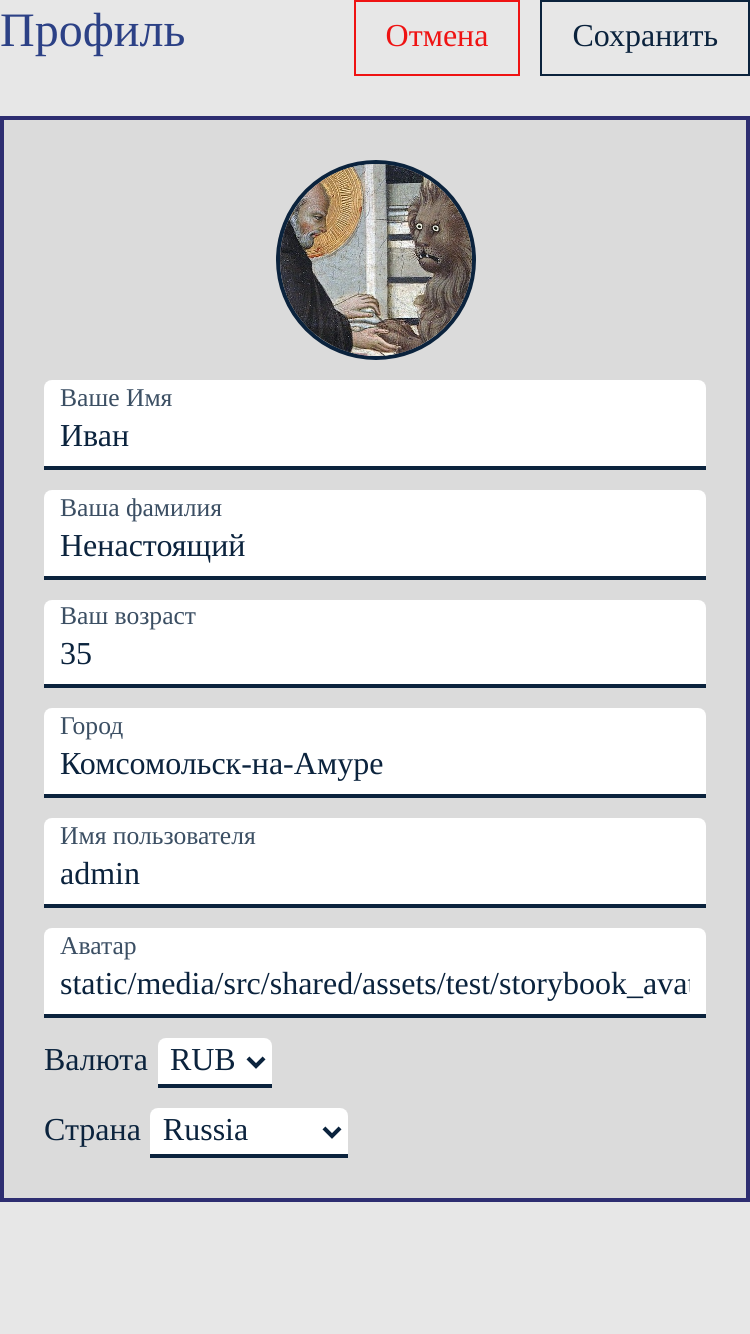 Профиль
Отмена
Сохранить
Ваше Имя
Иван
Ваша фамилия
Ненастоящий
Ваш возраст
35
Город
Комсомольск-на-Амуре
Имя пользователя
admin
Аватар
static/media/src/shared/assets/test/storybook_ava
Валюта RUB
Страна Russia